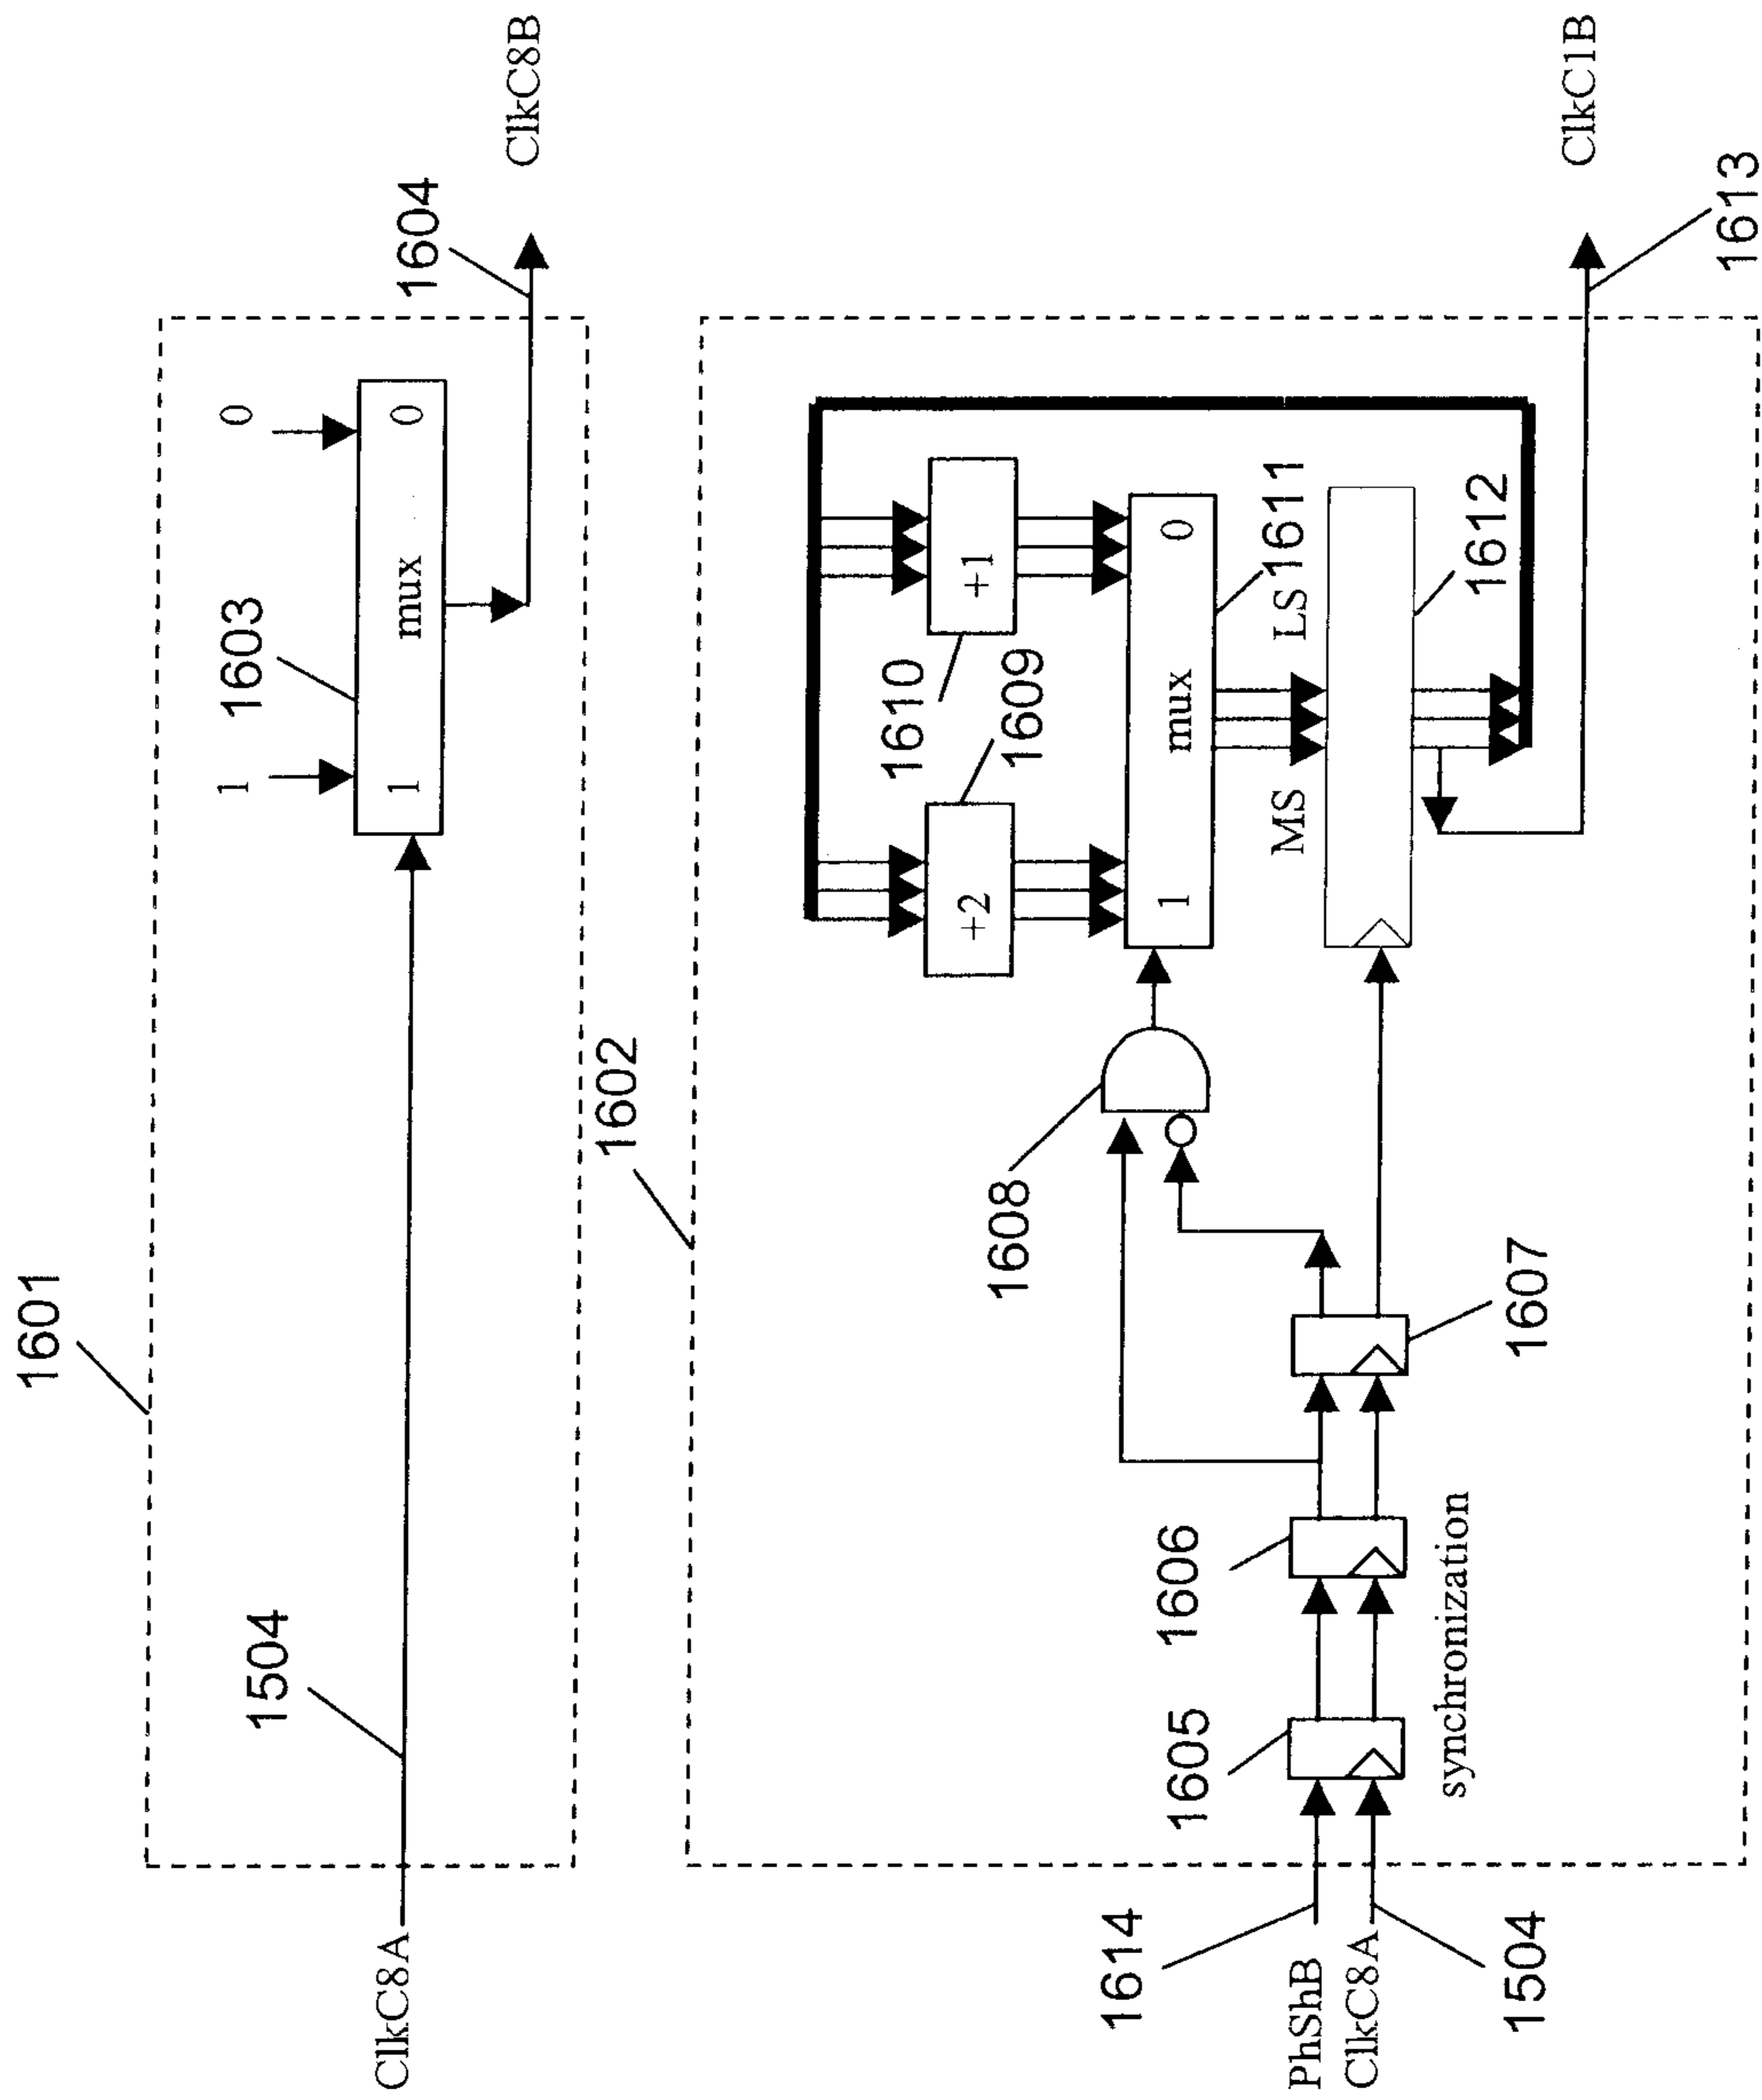 1601
ClkC8A
1504
1603
1
0
1
mux
0
1604
ClkC8B
1602
PhShB
1614
ClkC8A
1504
1605
synchronization
1606
1607
1608
+2
1609
+1
1610
1
mux
0
1611
MS
LS
1612
ClkC1B
1613